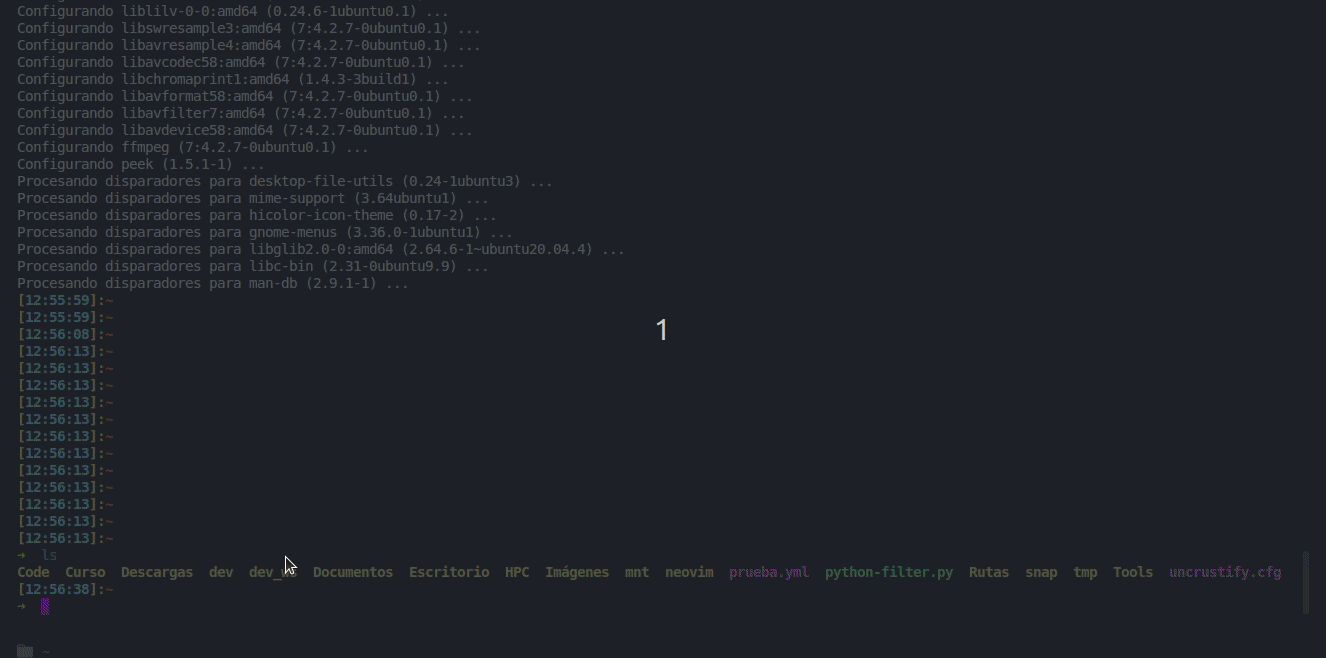 Configurando liblilv-0-0:amd64 (0.24.6-1ubuntu0.1) ...
Configurando libswresample3:amd64 (7:4.2.7-0ubuntu0.1) ...
Configurando libavresample4:amd64 (7:4.2.7-0ubuntu0.1) ...
Configurando libavcodec58:amd64 (7:4.2.7-0ubuntu0.1) ...
Configurando libchromaprint1:amd64 (1.4.3-3build1) ...
Configurando libavformat58:amd64 (7:4.2.7-0ubuntu0.1) ...
Configurando libavfilter7:amd64 (7:4.2.7-0ubuntu0.1) ...
Configurando libavdevice58:amd64 (7:4.2.7-0ubuntu0.1) ...
Configurando ffmpeg (7:4.2.7-0ubuntu0.1) ...
Configurando peek (1.5.1-1) ...
Procesando disparadores para desktop-file-utils (0.24-1ubuntu3) ...
Procesando disparadores para mime-support (3.64ubuntu1) ...
Procesando disparadores para hicolor-icon-theme (0.17-2) ...
Procesando disparadores para gnome-menus (3.36.0-1ubuntu1) ...
Procesando disparadores para libglib2.0-0:amd64 (2.64.6-1~ubuntu20.04.4) ...
Procesando disparadores para libc-bin (2.31-0ubuntu9.9) ...
Procesando disparadores para man-db (2.9.1-1) ...
[12:55:59]:~
[12:55:59]:~
[12:56:08]:~
1
[12:56:13]:~
[12:56:13]:~
[12:56:13]:~
[12:56:13]:~
[12:56:13]:~
[12:56:13]:~
[12:56:13]:~
[12:56:13]:~
[12:56:13]:~
[12:56:13]:~
[12:56:13]:~
[12:56:13]:~
→ ls
Code Curso Descargas dev Documentos Escritorio HPC Imágenes mnt neovim prueba.yml python-filter.py Rutas snap tmp Tools uncrustify.cfg
[12:56:38]:~
→
~